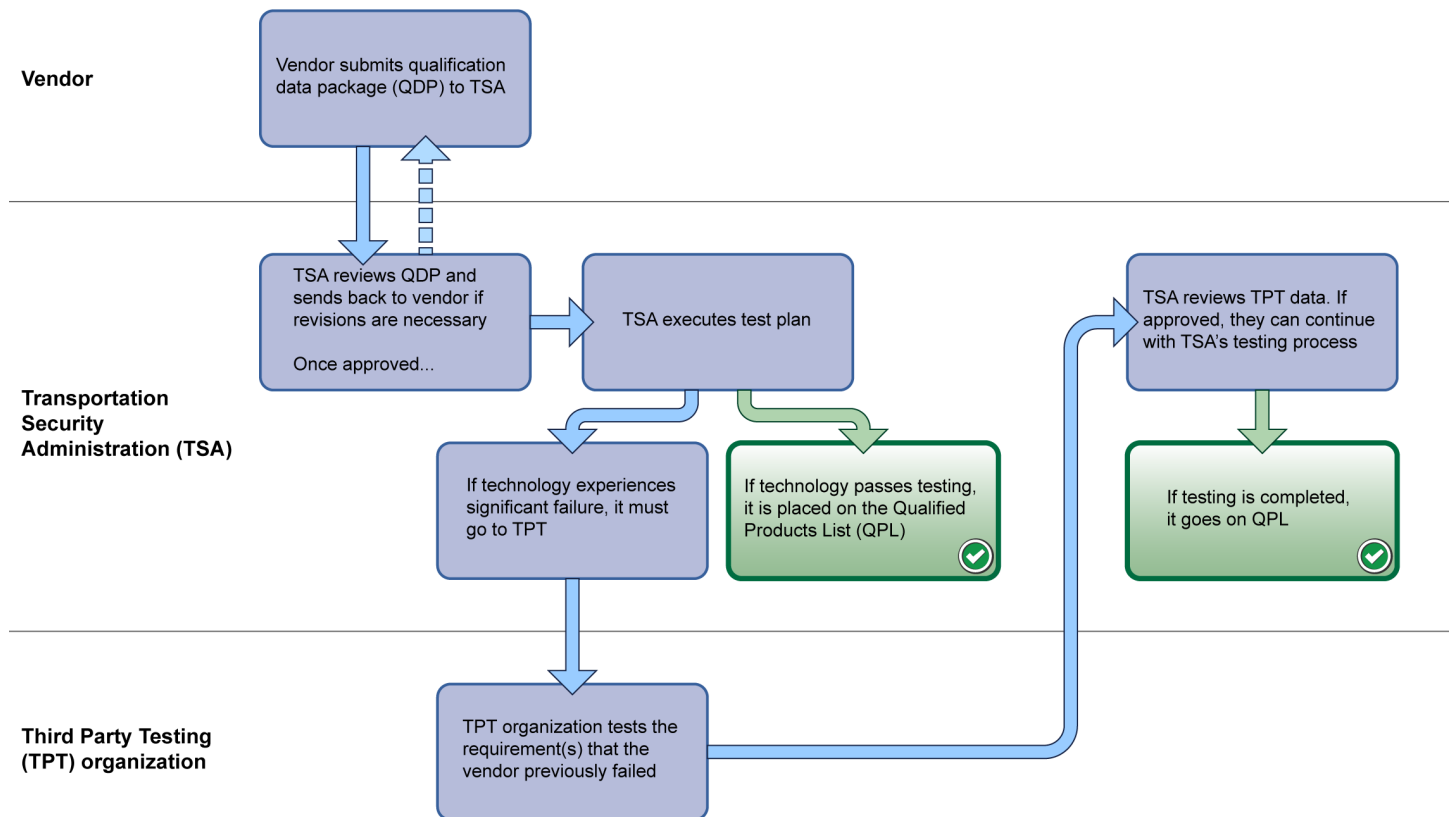 Vendor
Vendor submits qualification
data package (QDP) to TSA
Transportation
Security
Administration (TSA)
TSA reviews QDP and
sends back to vendor if
revisions are necessary
Once approved...
TSA executes test plan
TSA reviews TPT data. If
approved, they can continue
with TSA’s testing process
If technology experiences
significant failure, it must
go to TPT
If technology passes testing,
it is placed on the Qualified
Products List (QPL)
If testing is completed,
it goes on QPL
Third Party Testing
(TPT) organization
TPT organization tests the
requirement(s) that the
vendor previously failed